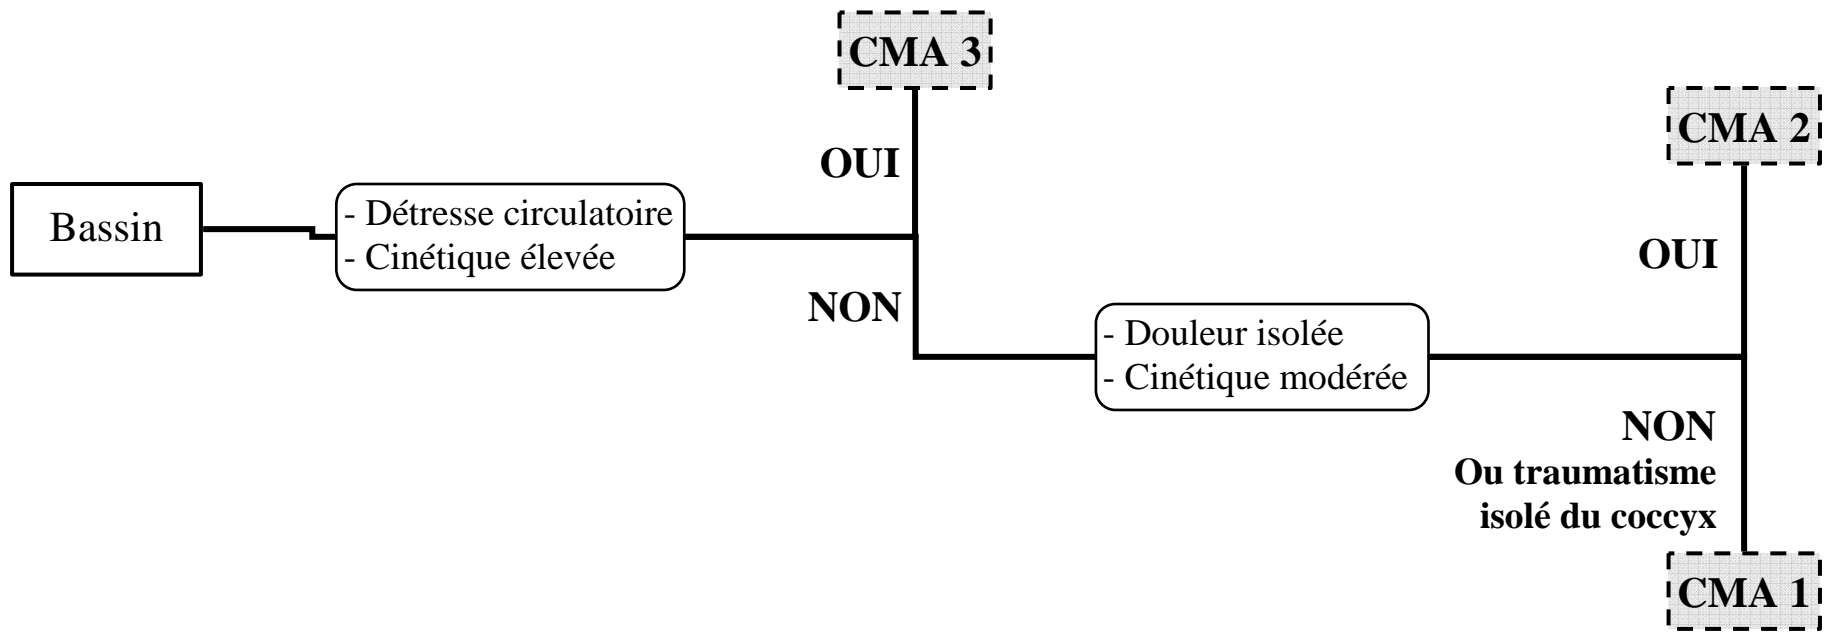 CMA 3
CMA 2
OUI
Bassin
- Détresse circulatoire
- Cinétique élevée
OUI
NON
- Douleur isolée
- Cinétique modérée
NON
Ou traumatisme
isolé du coccyx
CMA 1